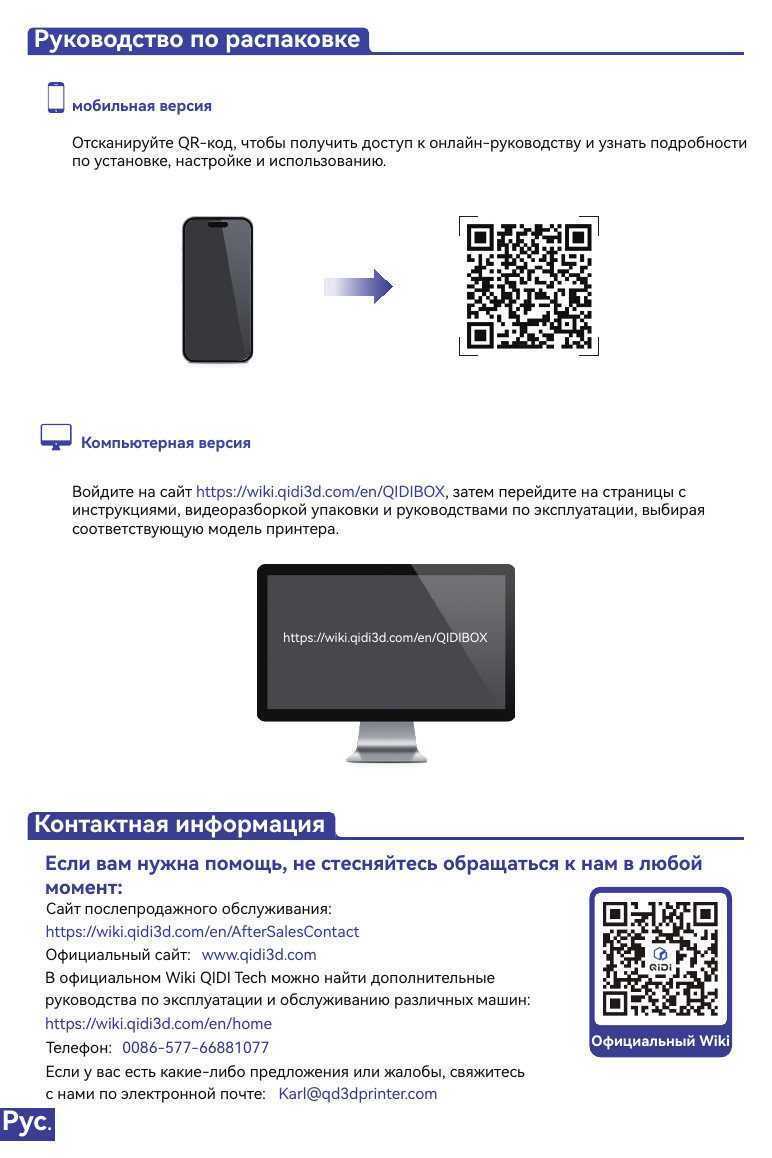 Руководство по распаковке
мобильная версия
Отсканируйте QR-код, чтобы получить доступ к онлайн-руководству и узнать подробности
по установке, настройке и использованию.
Компьютерная версия
Войдите на сайт https://wiki.qidi3d.com/en/QIDIBOX, затем перейдите на страницы с
инструкциями, видеоразборкой упаковки и руководствами по эксплуатации, выбирая
соответствующую модель принтера.
https://wiki.qidi3d.com/en/QIDIBOX
Контактная информация
Если вам нужна помощь, не стесняйтесь обращаться к нам в любой
момент:
Сайт послепродажного обслуживания:
https://wiki.qidi3d.com/en/AfterSalesContact
Официальный сайт: www.qidi3d.com
В официальном Wiki QIDI Tech можно найти дополнительные
руководства по эксплуатации и обслуживанию различных машин:
https://wiki.qidi3d.com/en/home
Телефон: 0086-577-66881077
Если у вас есть какие-либо предложения или жалобы, свяжитесь
с нами по электронной почте: Karl@qd3dprinter.com
QIDI
Официальный Wiki
Рус.